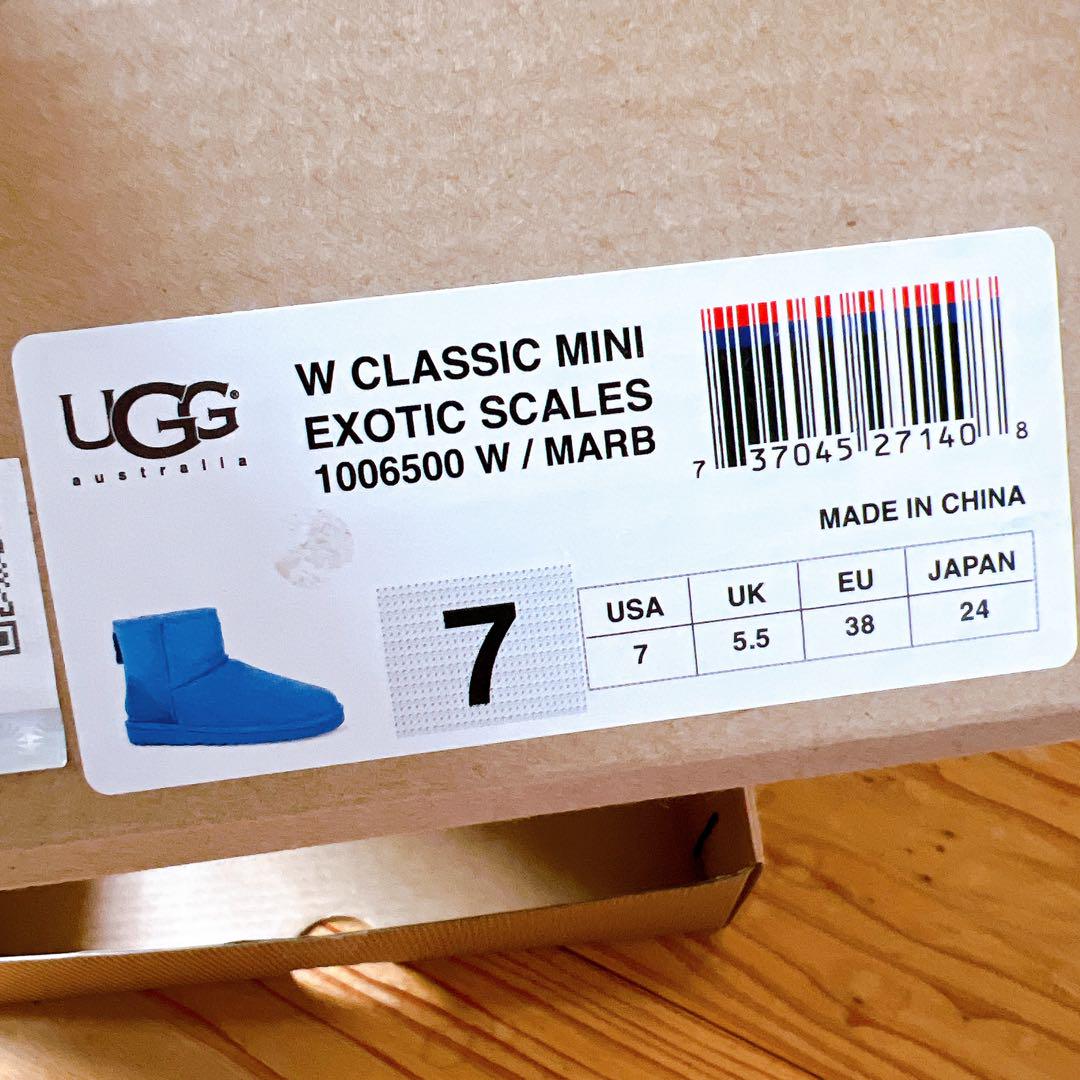 UGG®
australia
W CLASSIC MINI
EXOTIC SCALES
1006500 W / MARB
7 37045 27140 8
MADE IN CHINA
7
USA UK EU JAPAN
7 5.5 38 24